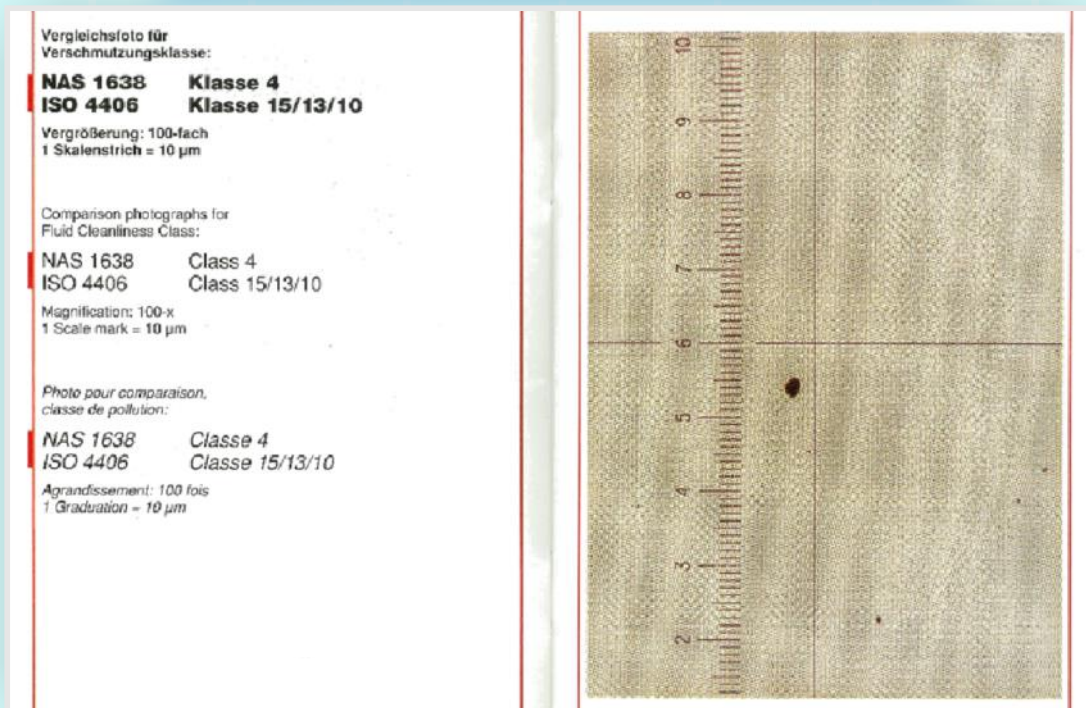 Vergleichsfoto für
Verschmutzungsklasse:
NAS 1638 Klasse 4
ISO 4406 Klasse 15/13/10
Vergrößerung: 100-fach
1 Skalenstrich = 10 µm
Comparison photographs for
Fluid Cleanliness Class:
NAS 1638 Class 4
ISO 4406 Class 15/13/10
Magnification: 100-x
1 Scale mark = 10 µm
Photo pour comparaison,
classe de pollution:
NAS 1638 Classe 4
ISO 4406 Classe 15/13/10
Agrandissement: 100 fois
1 Graduation = 10 µm
10
9
8
7
6
5
4
3
2